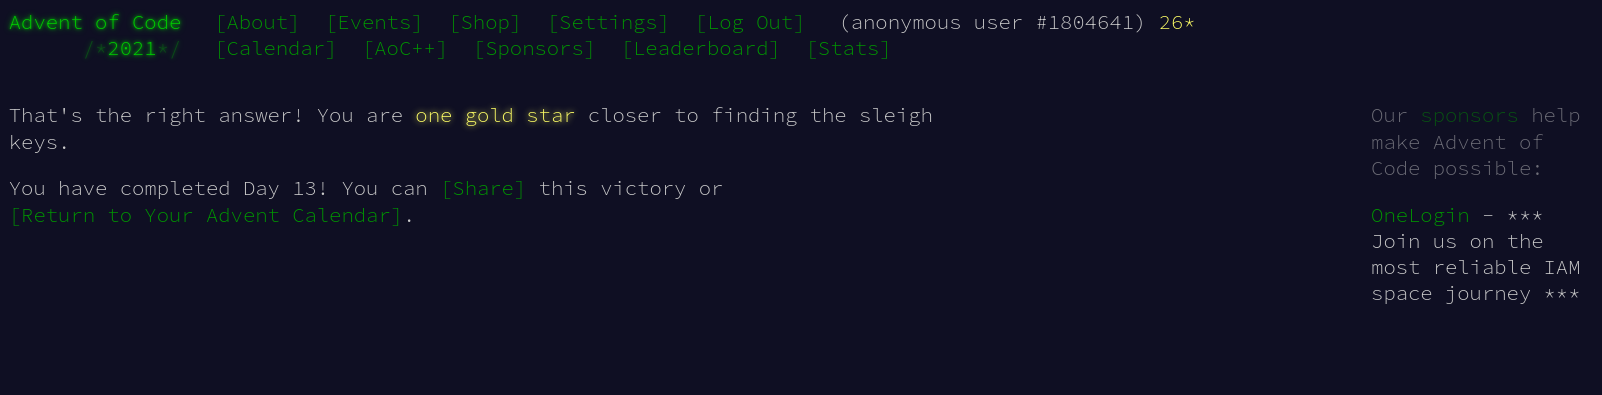 Advent of Code [About] [Events] [Shop] [Settings] [Log Out] (anonymous user #1804641) 26*
/*2021*/ [Calendar] [AoC++] [Sponsors] [Leaderboard] [Stats]
That's the right answer! You are one gold star closer to finding the sleigh
keys.
You have completed Day 13! You can [Share] this victory or
[Return to Your Advent Calendar].
Our sponsors help
make Advent of
Code possible:
OneLogin - ***
Join us on the
most reliable IAM
space journey ***